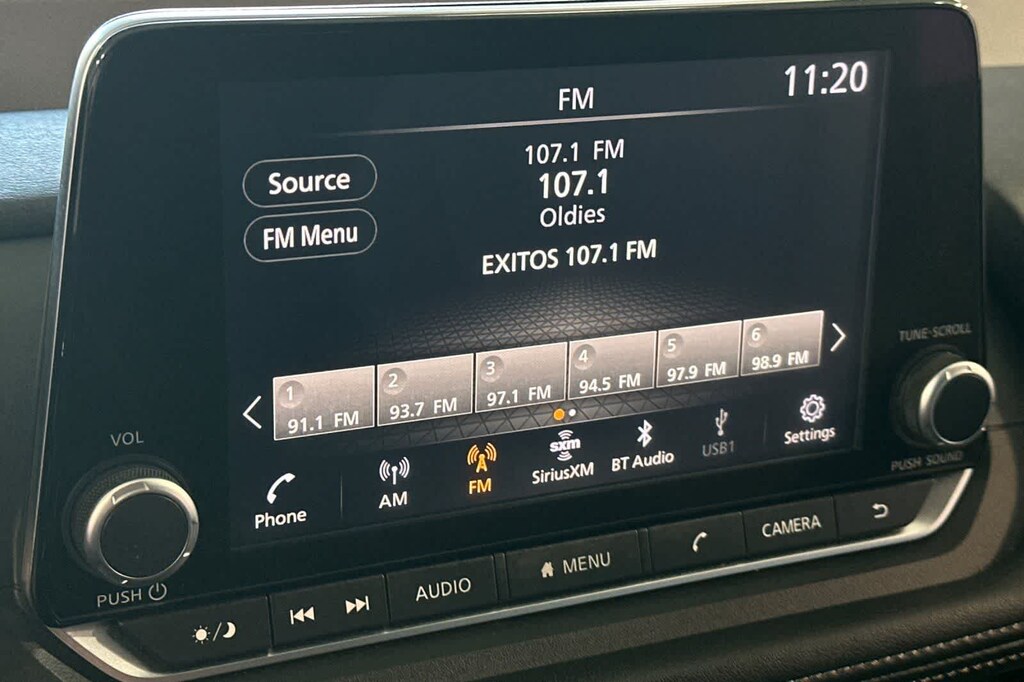 FM
11:20
Source
FM Menu
107.1 FM
107.1
Oldies
EXITOS 107.1 FM
1
91.1 FM
2
93.7 FM
3
97.1 FM
4
94.5 FM
5
97.9 FM
6
98.9 FM
Phone
AM
FM
sxm
SiriusXM
BT Audio
USB1
Settings
VOL
PUSH
TUNE·SCROLL
PUSH SOUND
AUDIO
MENU
CAMERA